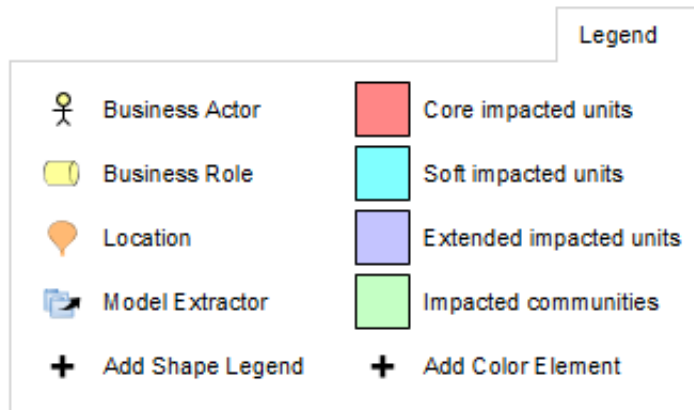 Legend
Business Actor
Core impacted units
Business Role
Soft impacted units
Location
Extended impacted units
Model Extractor
Impacted communities
Add Shape Legend
Add Color Element